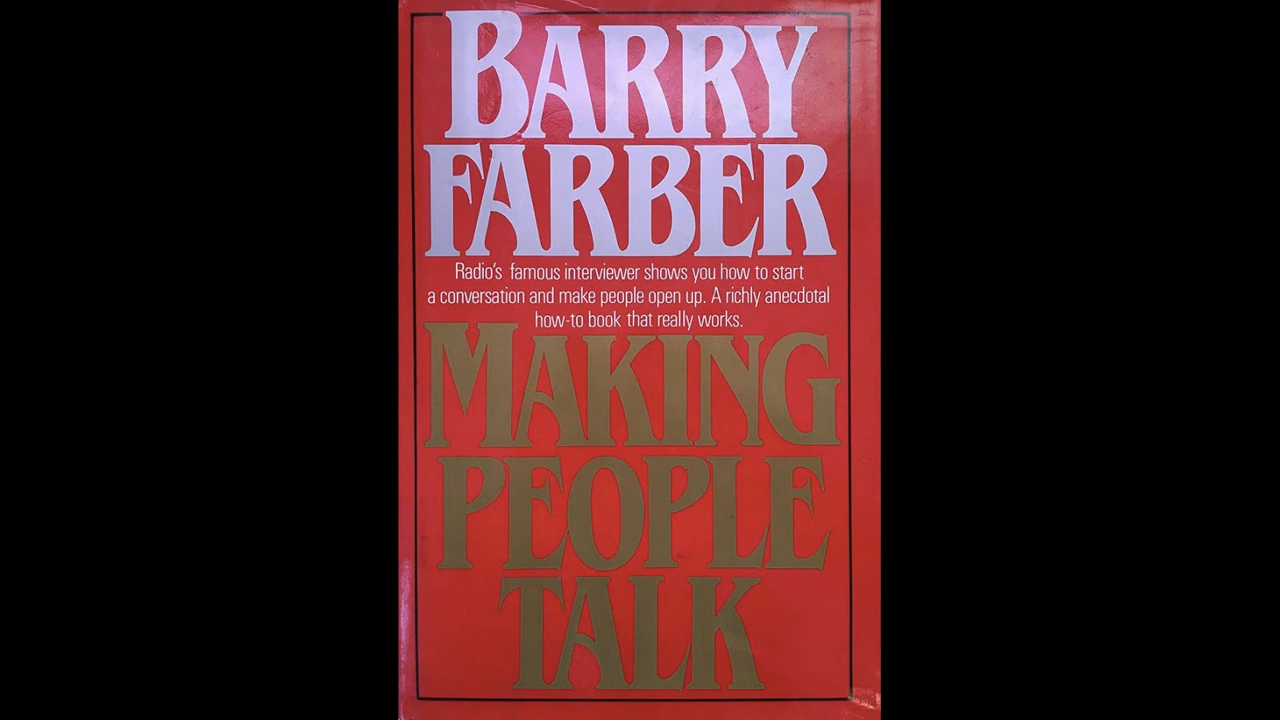 BARRY
FARBER
Radio's famous interviewer shows you how to start
a conversation and make people open up. A richly anecdotal
how-to book that really works.
MAKING
PEOPLE
TALK